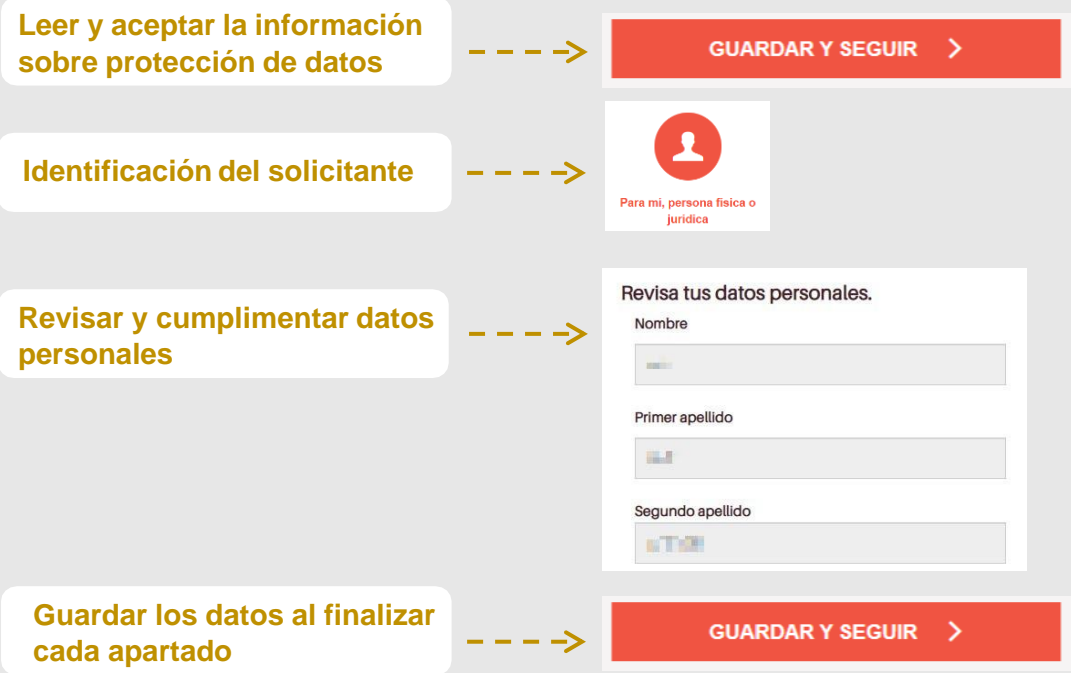 Leer y aceptar la información
sobre protección de datos
GUARDAR Y SEGUIR
Identificación del solicitante
Para mi, persona física o
jurídica
Revisar y cumplimentar datos
personales
Revisa tus datos personales.
Nombre
Primer apellido
Segundo apellido
Guardar los datos al finalizar
cada apartado
GUARDAR Y SEGUIR